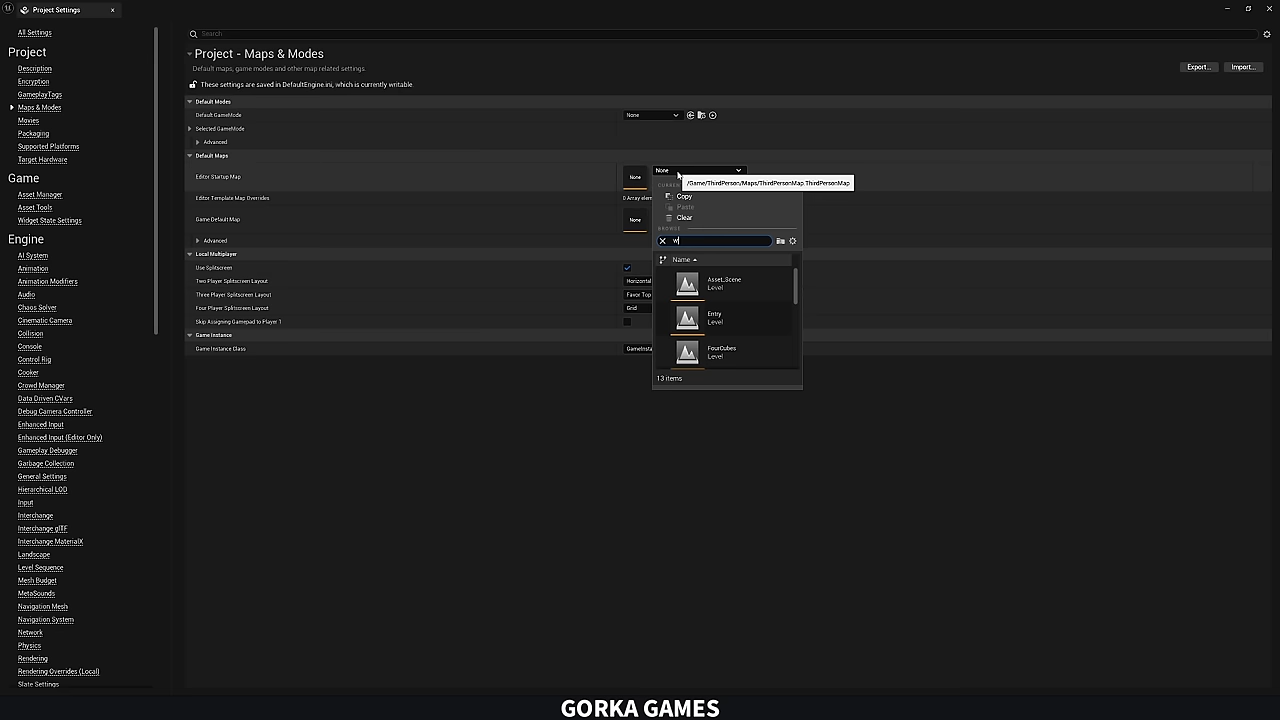 Project Settings
All Settings
Project
Description
Encryption
GameplayTags
Maps & Modes
Movies
Packaging
Supported Platforms
Target Hardware
Game
Asset Manager
Asset Tools
Widget State Settings
Engine
AI System
Animation
Animation Modifiers
Audio
Chaos Solver
Cinematic Camera
Collision
Console
Control Rig
Cooker
Crowd Manager
Data Driven CVars
Debug Camera Controller
Enhanced Input
Enhanced Input (Editor Only)
Gameplay Debugger
Garbage Collection
General Settings
Hierarchical LOD
Input
Interchange
Interchange glTF
Interchange MaterialX
Landscape
Level Sequence
Mesh Budget
MetaSounds
Navigation Mesh
Navigation System
Network
Physics
Rendering
Rendering Overrides (Local)
Slate Settings
Search
Project - Maps & Modes
Default maps, game modes and other map related settings.
Export...
Import...
These settings are saved in DefaultEngine.ini, which is currently writable.
Default Modes
Default GameMode
None
Selected GameMode
Advanced
Default Maps
Editor Startup Map
None
None
/Game/ThirdPerson/Maps/ThirdPersonMap.ThirdPersonMap
Editor Template Map Overrides
0 Array elem
Game Default Map
None
Advanced
Local Multiplayer
Use Splitscreen
Two Player Splitscreen Layout
Horizontal
Three Player Splitscreen Layout
Favor Top
Four Player Splitscreen Layout
Grid
Skip Assigning Gamepad to Player 1
Game Instance
Game Instance Class
GameInsta
CURREN
Copy
Paste
Clear
BROWSE
w
Name
Asset_Scene
Level
Entry
Level
FourCubes
Level
13 items
GORKA GAMES